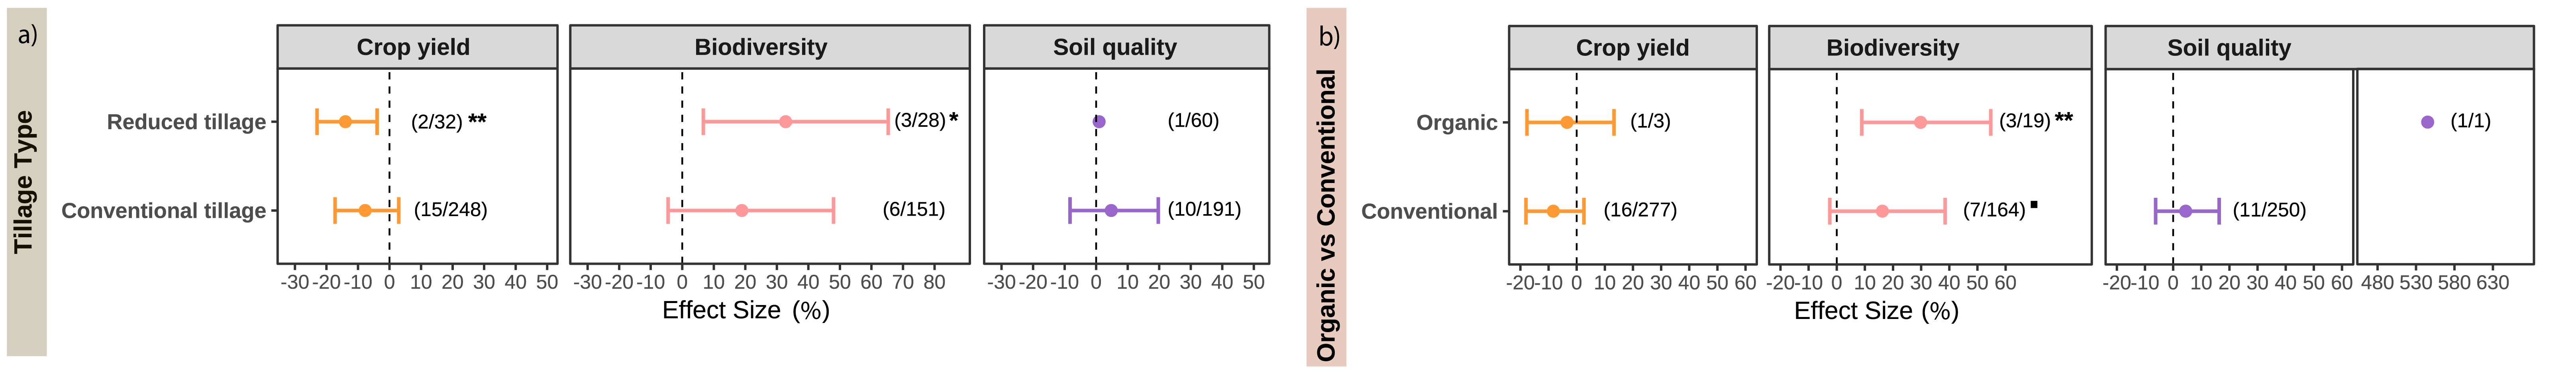 a)
Tillage Type
Crop yield
Biodiversity
Soil quality
Reduced tillage
(2/32) **
(3/28) *
(1/60)
Conventional tillage
(15/248)
(6/151)
(10/191)
-30 -20 -10 0 10 20 30 40 50
-30 -20 -10 0 10 20 30 40 50 60 70 80
-30 -20 -10 0 10 20 30 40 50
Effect Size (%)
b)
Organic vs Conventional
Crop yield
Biodiversity
Soil quality
Organic
(1/3)
(3/19) **
(1/1)
Conventional
(16/277)
(7/164) ▪
(11/250)
-20 -10 0 10 20 30 40 50 60
-20 -10 0 10 20 30 40 50 60
-20 -10 0 10 20 30 40 50 60
480 530 580 630
Effect Size (%)